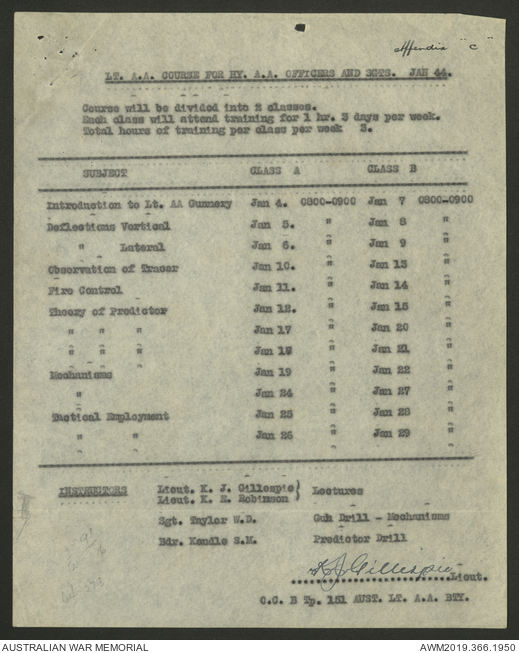 Appendix C
LT. A.A. COURSE FOR HY. A.A. OFFICERS AND SGTS. JAN 44.
Course will be divided into 2 classes.
Each class will attend training for 1 hr. 3 days per week.
Total hours of training per class per week 3.
SUBJECT CLASS A CLASS B
Introduction to Lt. AA Gunnery Jan 4. 0800-0900 Jan 7 0800-0900
Deflections Vertical Jan 5. " Jan 8 "
" Lateral Jan 6. " Jan 9 "
Observation of Tracer Jan 10. " Jan 13 "
Fire Control Jan 11. " Jan 14 "
Theory of Predictor Jan 12. " Jan 15 "
" " " Jan 17 " Jan 20 "
" " " Jan 18 " Jan 21 "
Mechanisms Jan 19 " Jan 22 "
" Jan 24 " Jan 27 "
Tactical Employment Jan 25 " Jan 28 "
" " Jan 26 " Jan 29 "
INSTRUCTORS Lieut. K. J. Gillespie} Lectures
Lieut. K. E. Robinson}
Sgt. Taylor W.D. Guh Drill - Mechanisms
Bdr. Kendle S.M. Predictor Drill
KJ Gillespie Lieut.
O.C. B Tp. 151 AUST. LT. A.A. BTY.
AUSTRALIAN WAR MEMORIAL AWM2019.366.1950